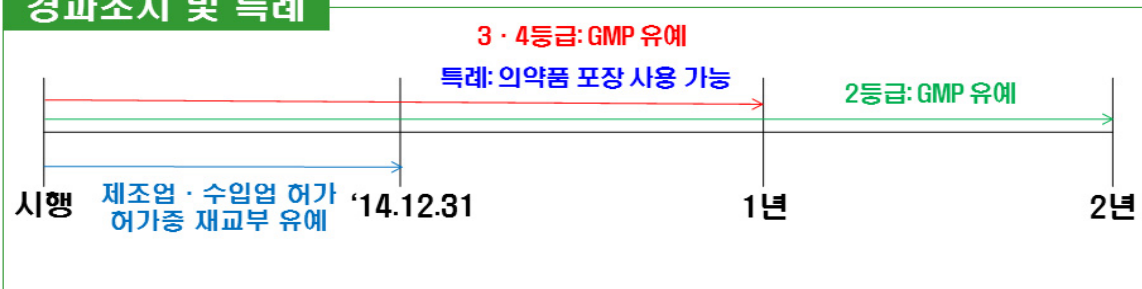 경과조치 및 특례
3 · 4등급: GMP 유예
특례: 의약품 포장 사용 가능
2등급: GMP 유예
시행
제조업 · 수입업 허가
허가증 재교부 유예
‘14.12.31
1년
2년